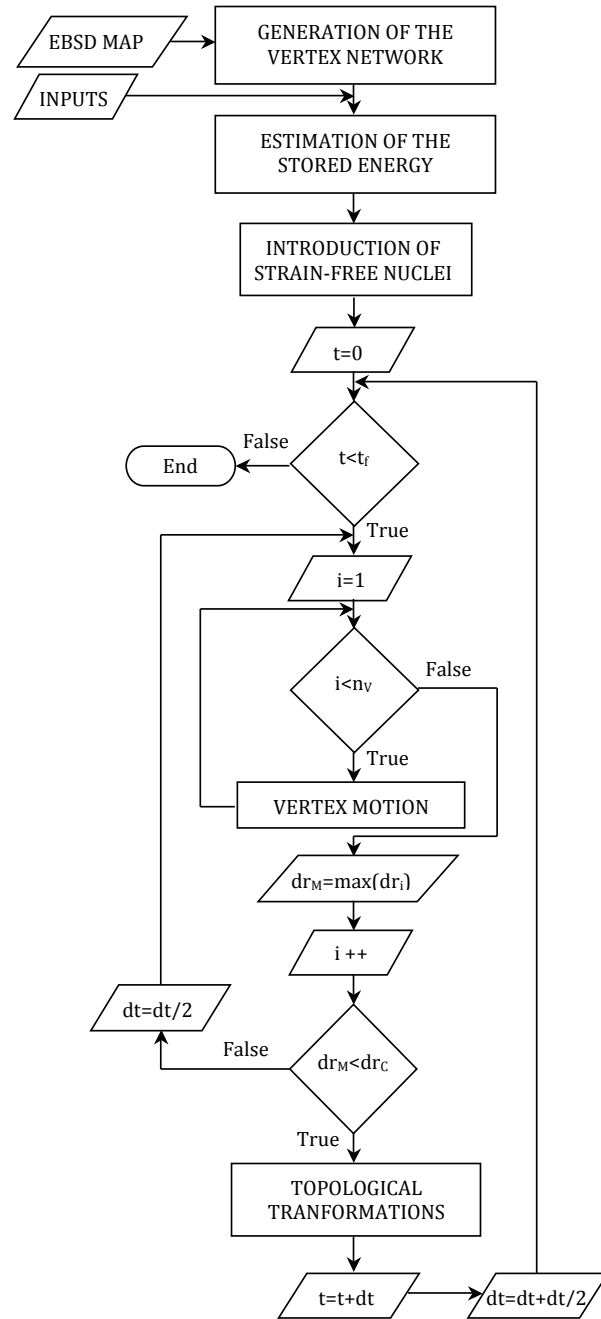 EBSD MAP
GENERATION OF THE
VERTEX NETWORK
INPUTS
ESTIMATION OF THE
STORED ENERGY
INTRODUCTION OF
STRAIN-FREE NUCLEI
t=0
t<tf
False
End
True
i=1
i<nV
False
True
VERTEX MOTION
drM=max(dri)
i ++
dt=dt/2
drM<drC
False
True
TOPOLOGICAL
TRANFORMATIONS
t=t+dt
dt=dt+dt/2